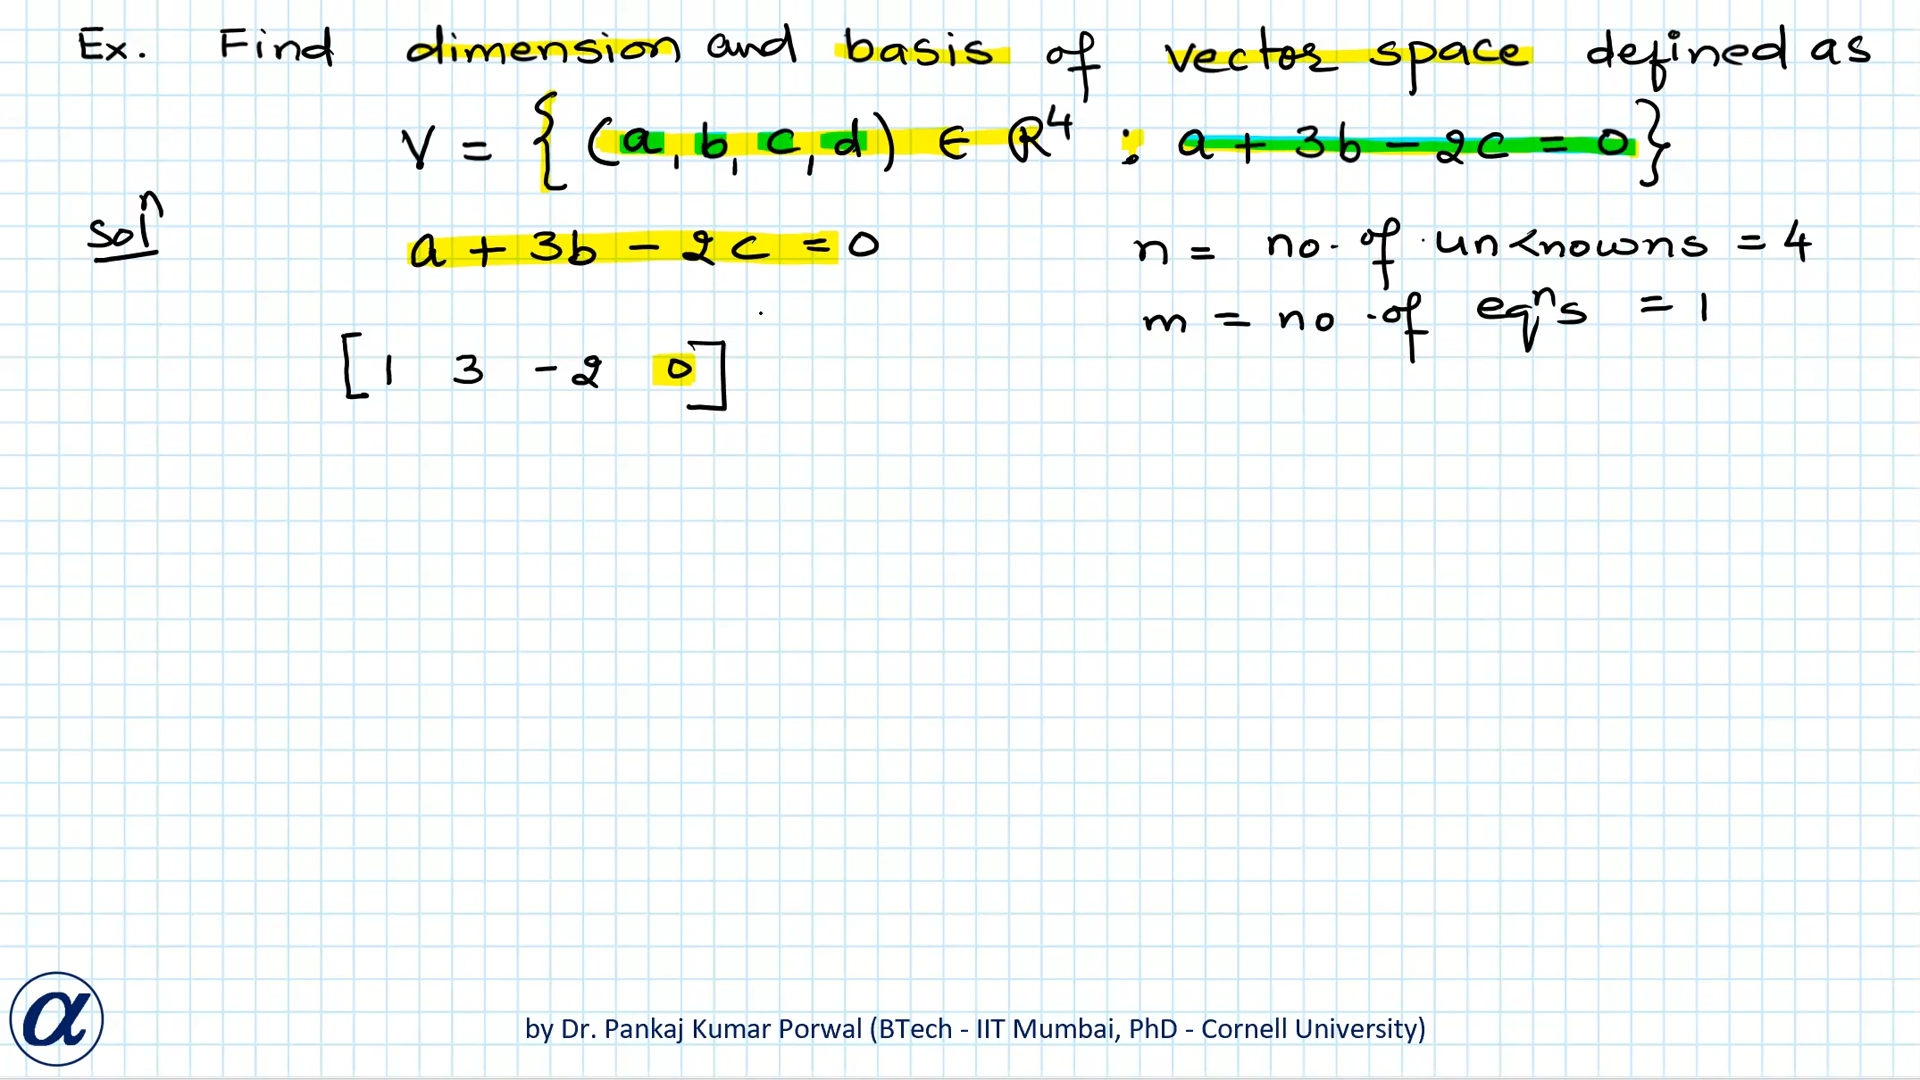 Ex. Find dimension and basis of vector space defined as
V = { (a, b, c, d) ∈ R⁴ : a + 3b - 2c = 0 }
solⁿ a + 3b - 2c = 0 n = no. of unknowns = 4
m = no. of eqⁿs = 1
[ 1 3 -2 0 ]
α
by Dr. Pankaj Kumar Porwal (BTech - IIT Mumbai, PhD - Cornell University)